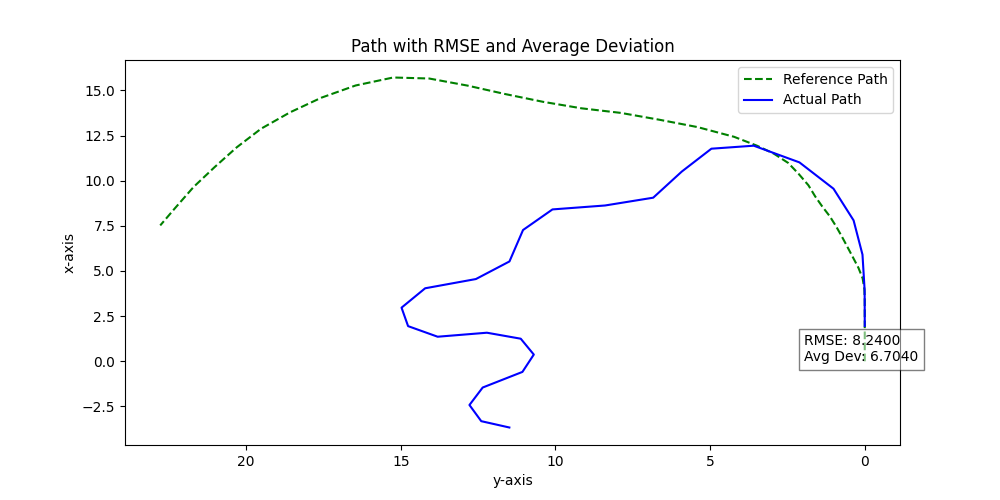 Path with RMSE and Average Deviation
Reference Path
Actual Path
15.0
12.5
10.0
7.5
5.0
2.5
0.0
−2.5
x-axis
RMSE: 8.2400
Avg Dev: 6.7040
20 15 10 5 0
y-axis